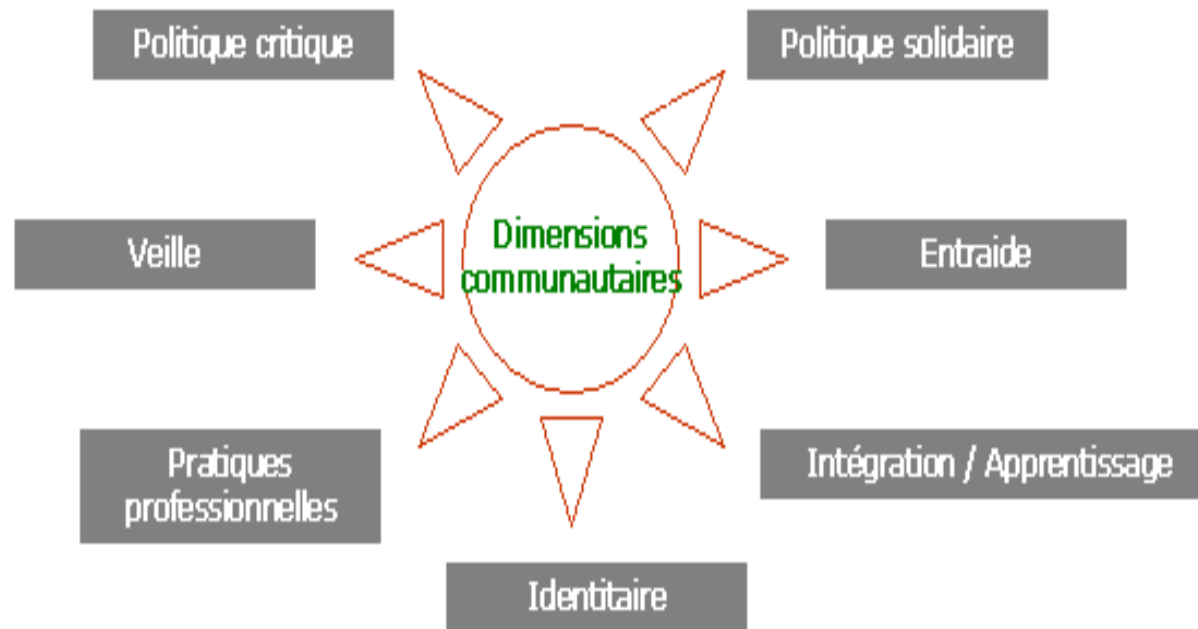 Politique critique
Politique solidaire
Veille
Dimensions
communautaires
Entraide
Pratiques
professionnelles
Intégration / Apprentissage
Identitaire